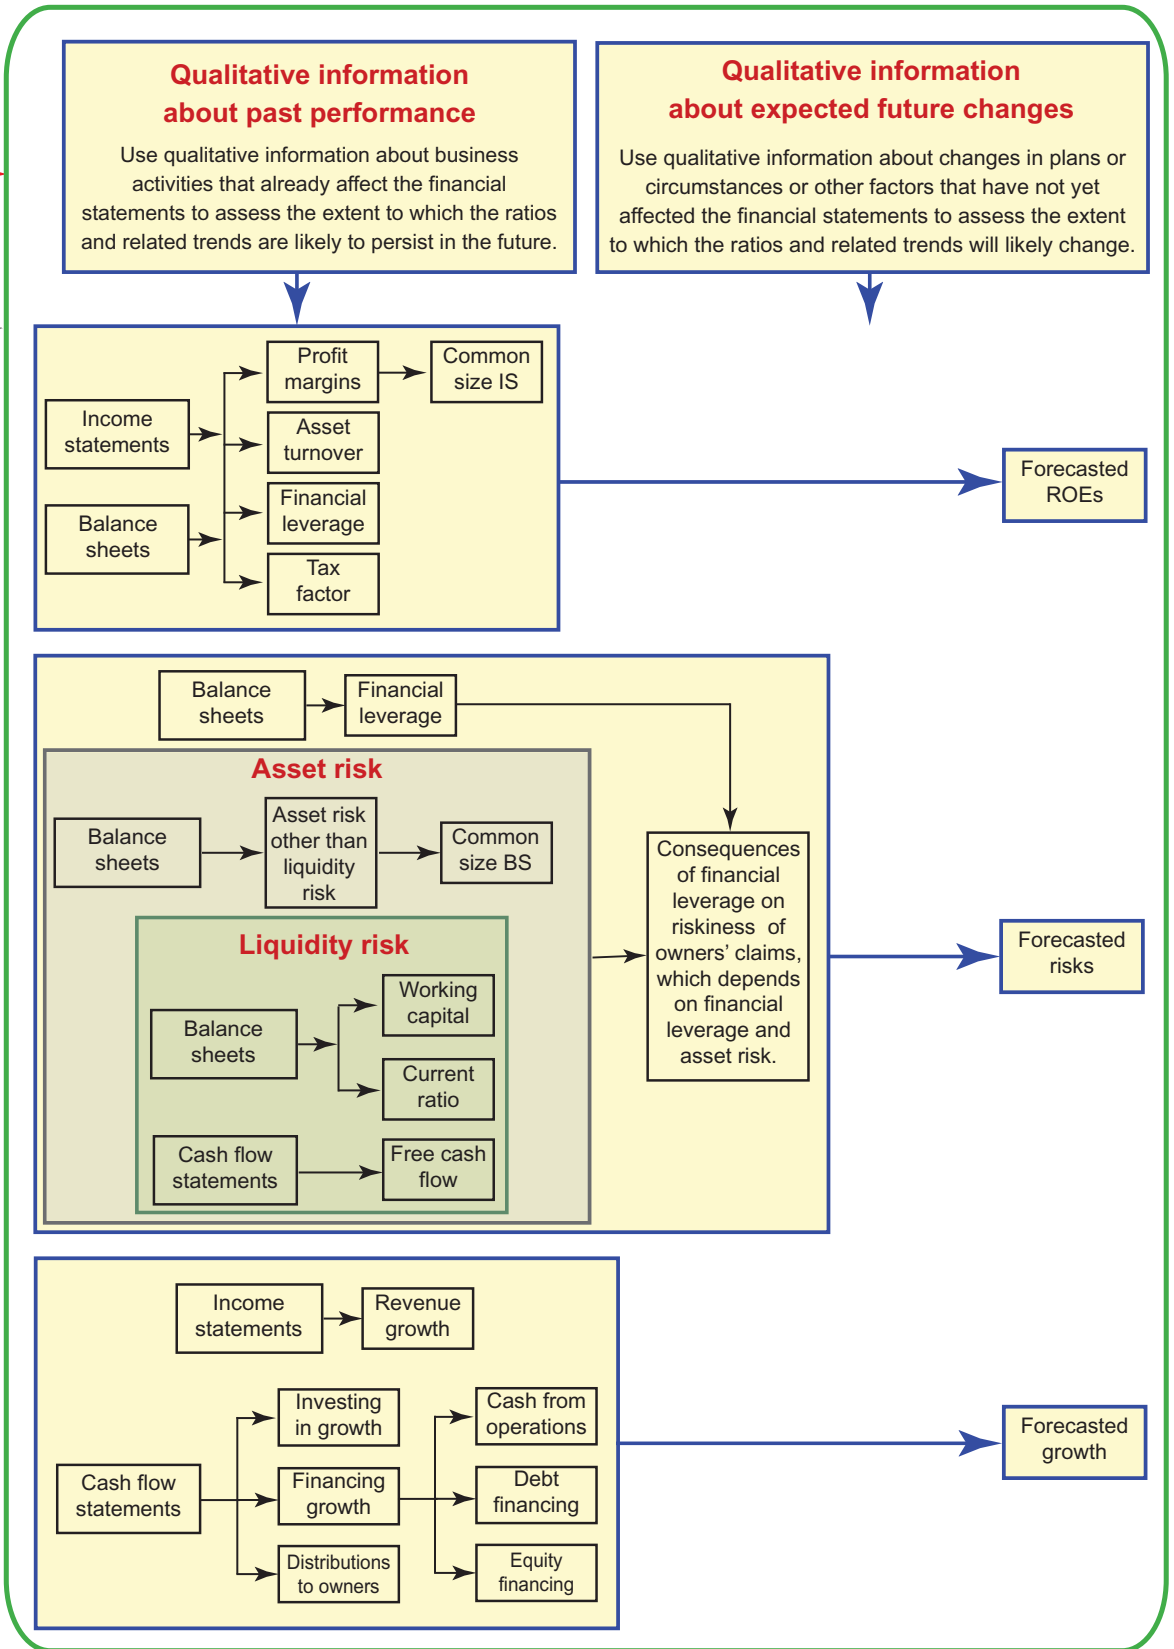 Qualitative information
about past performance
Use qualitative information about business
activities that already affect the financial
statements to assess the extent to which the ratios
and related trends are likely to persist in the future.
Qualitative information
about expected future changes
Use qualitative information about changes in plans or
circumstances or other factors that have not yet
affected the financial statements to assess the extent
to which the ratios and related trends will likely change.
Income
statements
Balance
sheets
Profit
margins
Common
size IS
Asset
turnover
Financial
leverage
Tax
factor
Forecasted
ROEs
Balance
sheets
Financial
leverage
Asset risk
Balance
sheets
Asset risk
other than
liquidity
risk
Common
size BS
Liquidity risk
Balance
sheets
Working
capital
Current
ratio
Cash flow
statements
Free cash
flow
Consequences
of financial
leverage on
riskiness of
owners’ claims,
which depends
on financial
leverage and
asset risk.
Forecasted
risks
Income
statements
Revenue
growth
Cash flow
statements
Investing
in growth
Financing
growth
Distributions
to owners
Cash from
operations
Debt
financing
Equity
financing
Forecasted
growth